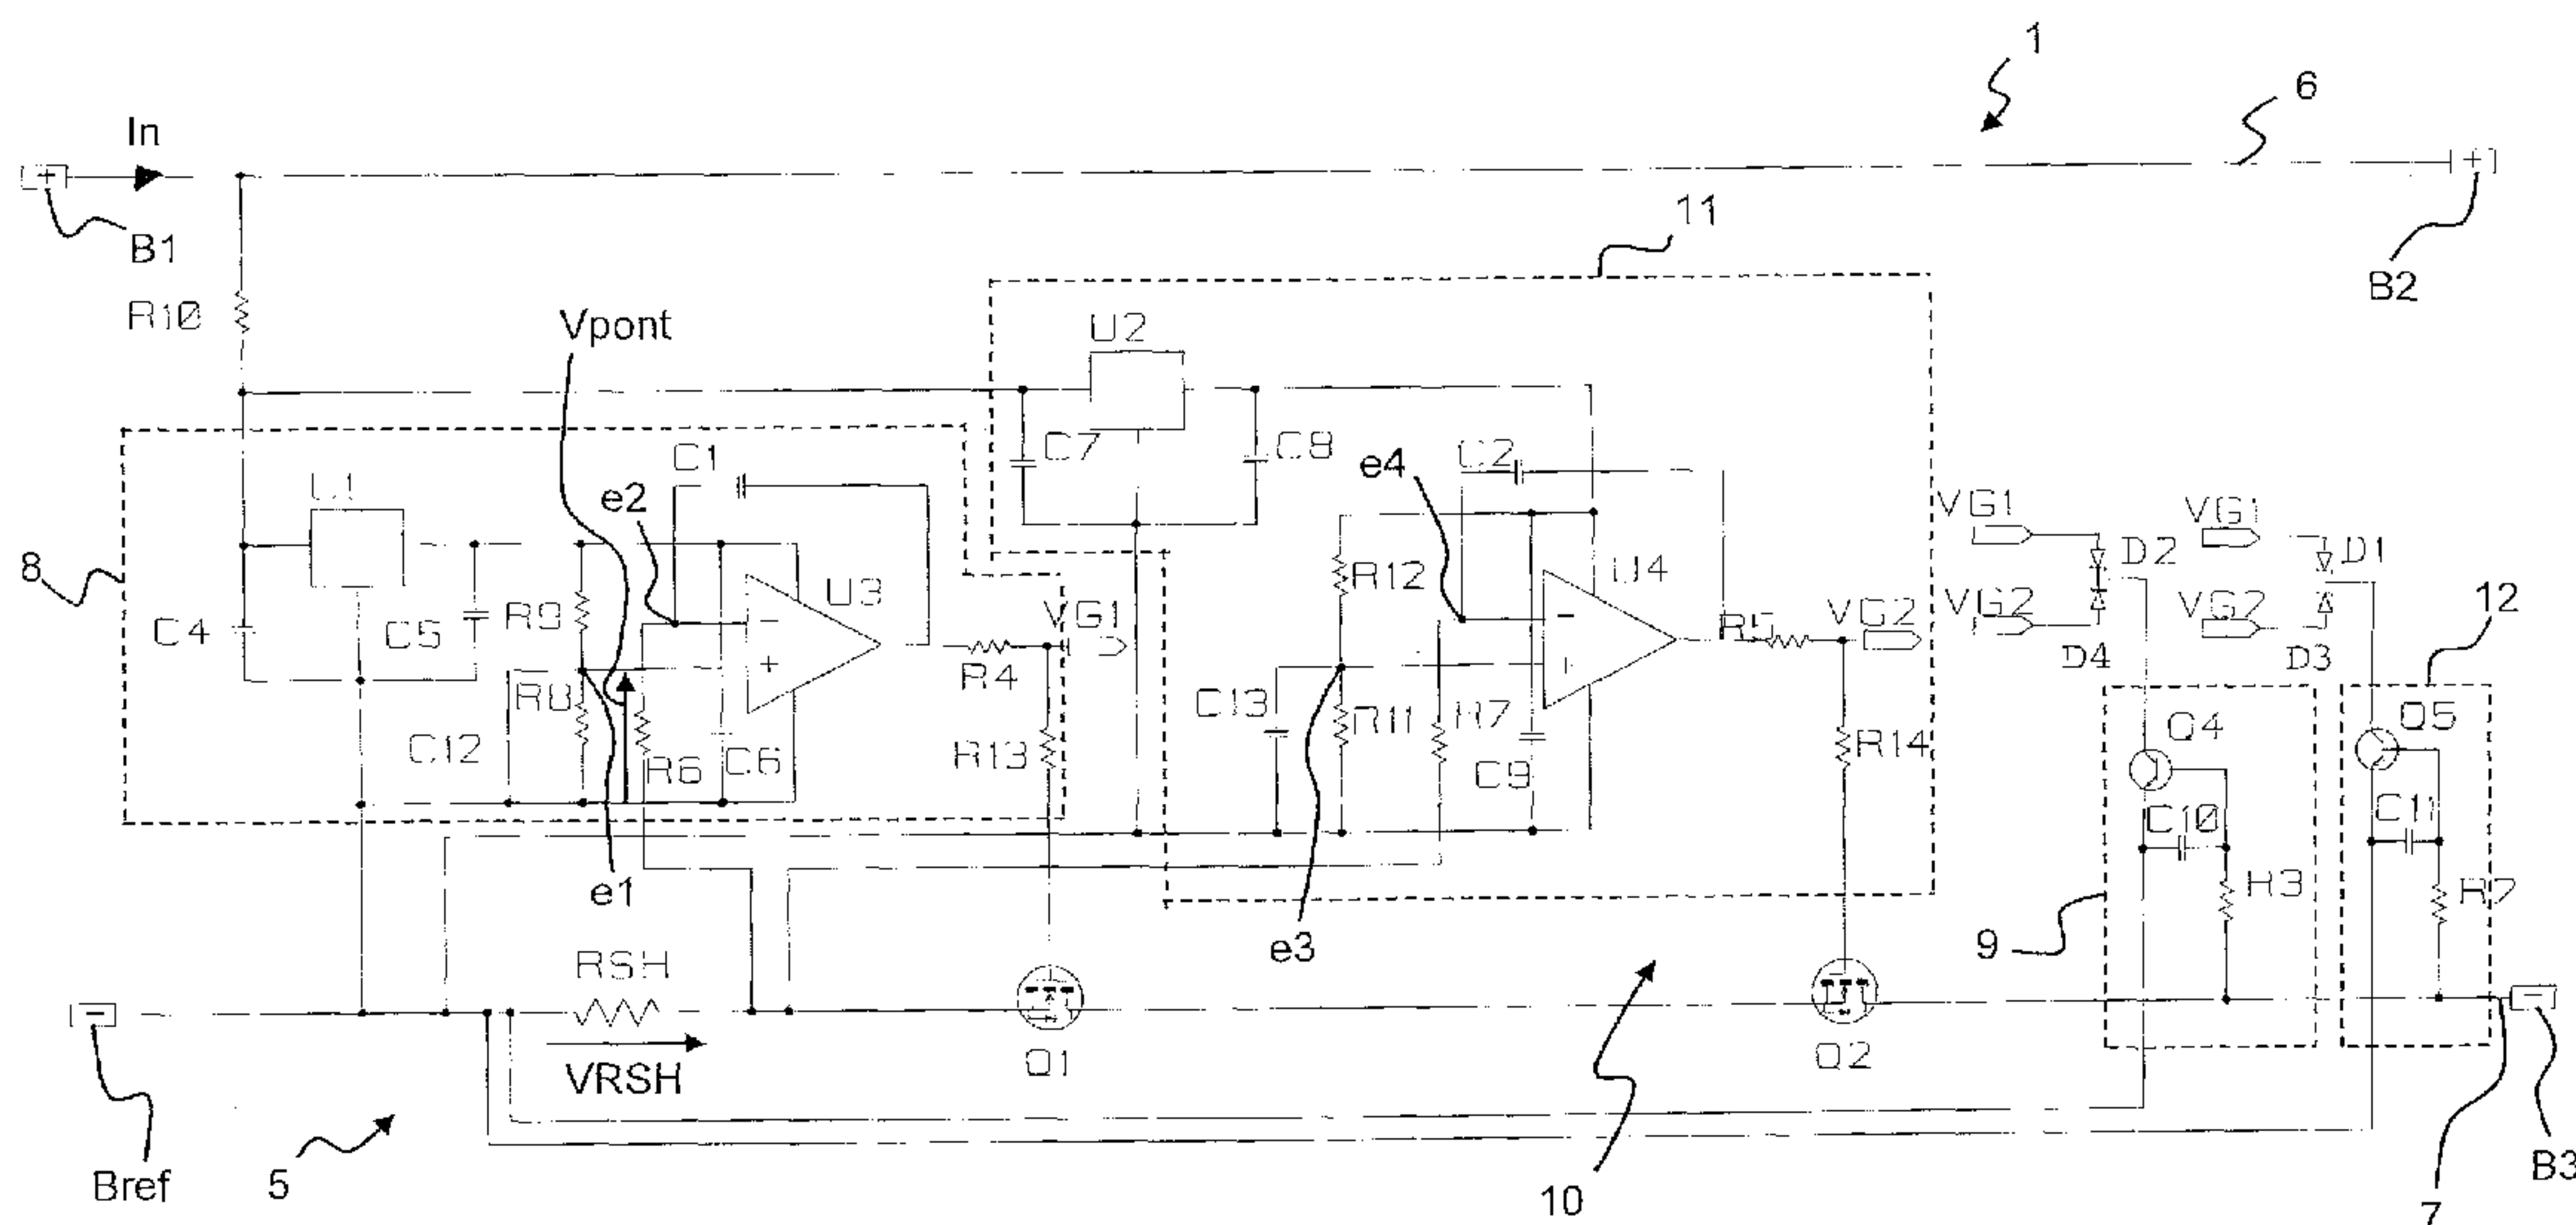 1
6
In
B1
11
B2
R10
Vpont
U2
C7
C8
C1
e4
C2
U1
e2
VG1
VG1
8
R12
U4
D2
D1
R9
U3
VG1
VG2
VG2
VG2
12
C4
C5
R5
D4
D3
R8
R4
C13
R11
R7
Q4
Q5
C12
R6
C6
R13
C9
R14
C10
C11
e1
R3
R2
e3
9
RSH
VRSH
Q1
Q2
Bref
5
10
7
B3